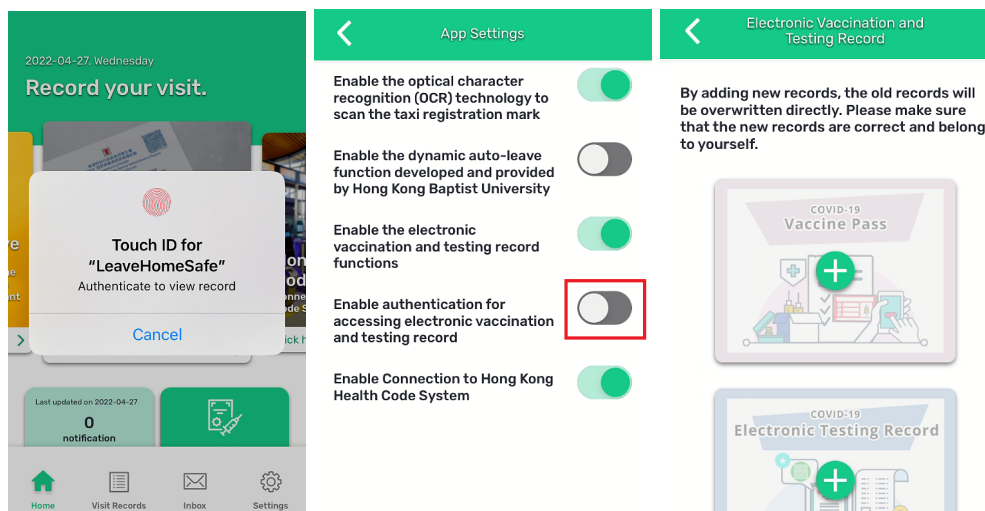 2022-04-27, Wednesday
Record your visit.
Touch ID for
“LeaveHomeSafe”
Authenticate to view record
Cancel
Last updated on 2022-04-27
0
notification
Home
Visit Records
Inbox
Settings
App Settings
Enable the optical character
recognition (OCR) technology to
scan the taxi registration mark
Enable the dynamic auto-leave
function developed and provided
by Hong Kong Baptist University
Enable the electronic
vaccination and testing record
functions
Enable authentication for
accessing electronic vaccination
and testing record
Enable Connection to Hong Kong
Health Code System
Electronic Vaccination and
Testing Record
By adding new records, the old records will
be overwritten directly. Please make sure
that the new records are correct and belong
to yourself.
COVID-19
Vaccine Pass
COVID-19
Electronic Testing Record